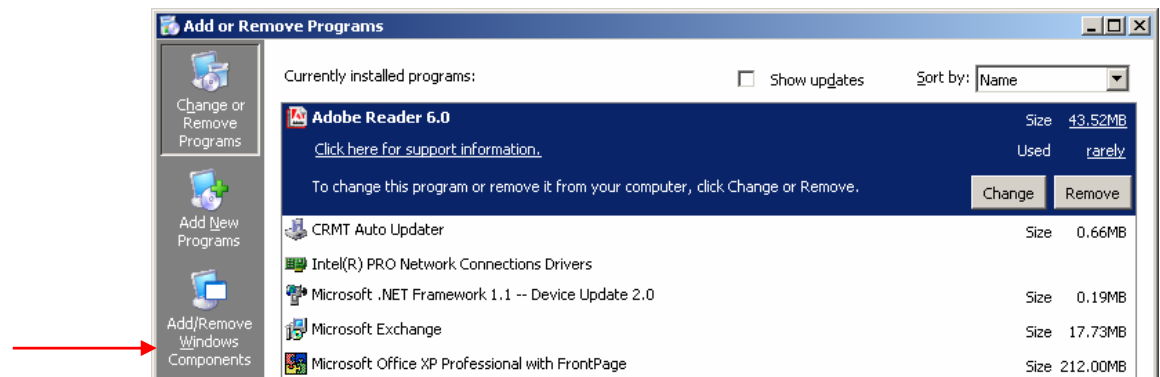 Add or Remove Programs
Change or
Remove
Programs
Currently installed programs:
Show updates
Sort by: Name
Adobe Reader 6.0
Size 43.52MB
Click here for support information.
Used rarely
To change this program or remove it from your computer, click Change or Remove.
Change Remove
Add New
Programs
CRMT Auto Updater
Size 0.66MB
Intel(R) PRO Network Connections Drivers
Microsoft .NET Framework 1.1 -- Device Update 2.0
Size 0.19MB
Add/Remove
Windows
Components
Microsoft Exchange
Size 17.73MB
Microsoft Office XP Professional with FrontPage
Size 212.00MB